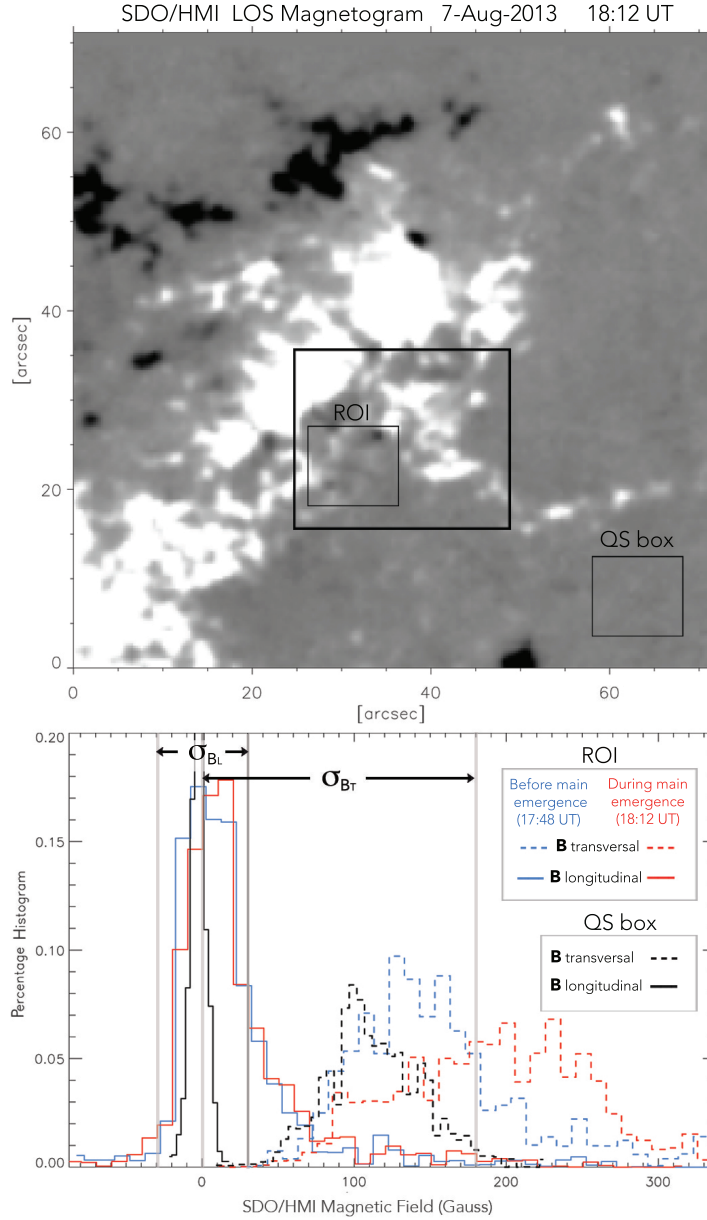 SDO/HMI LOS Magnetogram 7-Aug-2013 18:12 UT
60
40
20
0
[arcsec]
ROI
QS box
0 20 40 60
[arcsec]
0.20
0.15
0.10
0.05
0.00
Percentage Histogram
σBL
σBT
ROI
Before main emergence (17:48 UT)
During main emergence (18:12 UT)
B transversal
B longitudinal
QS box
B transversal
B longitudinal
0 100 200 300
SDO/HMI Magnetic Field (Gauss)